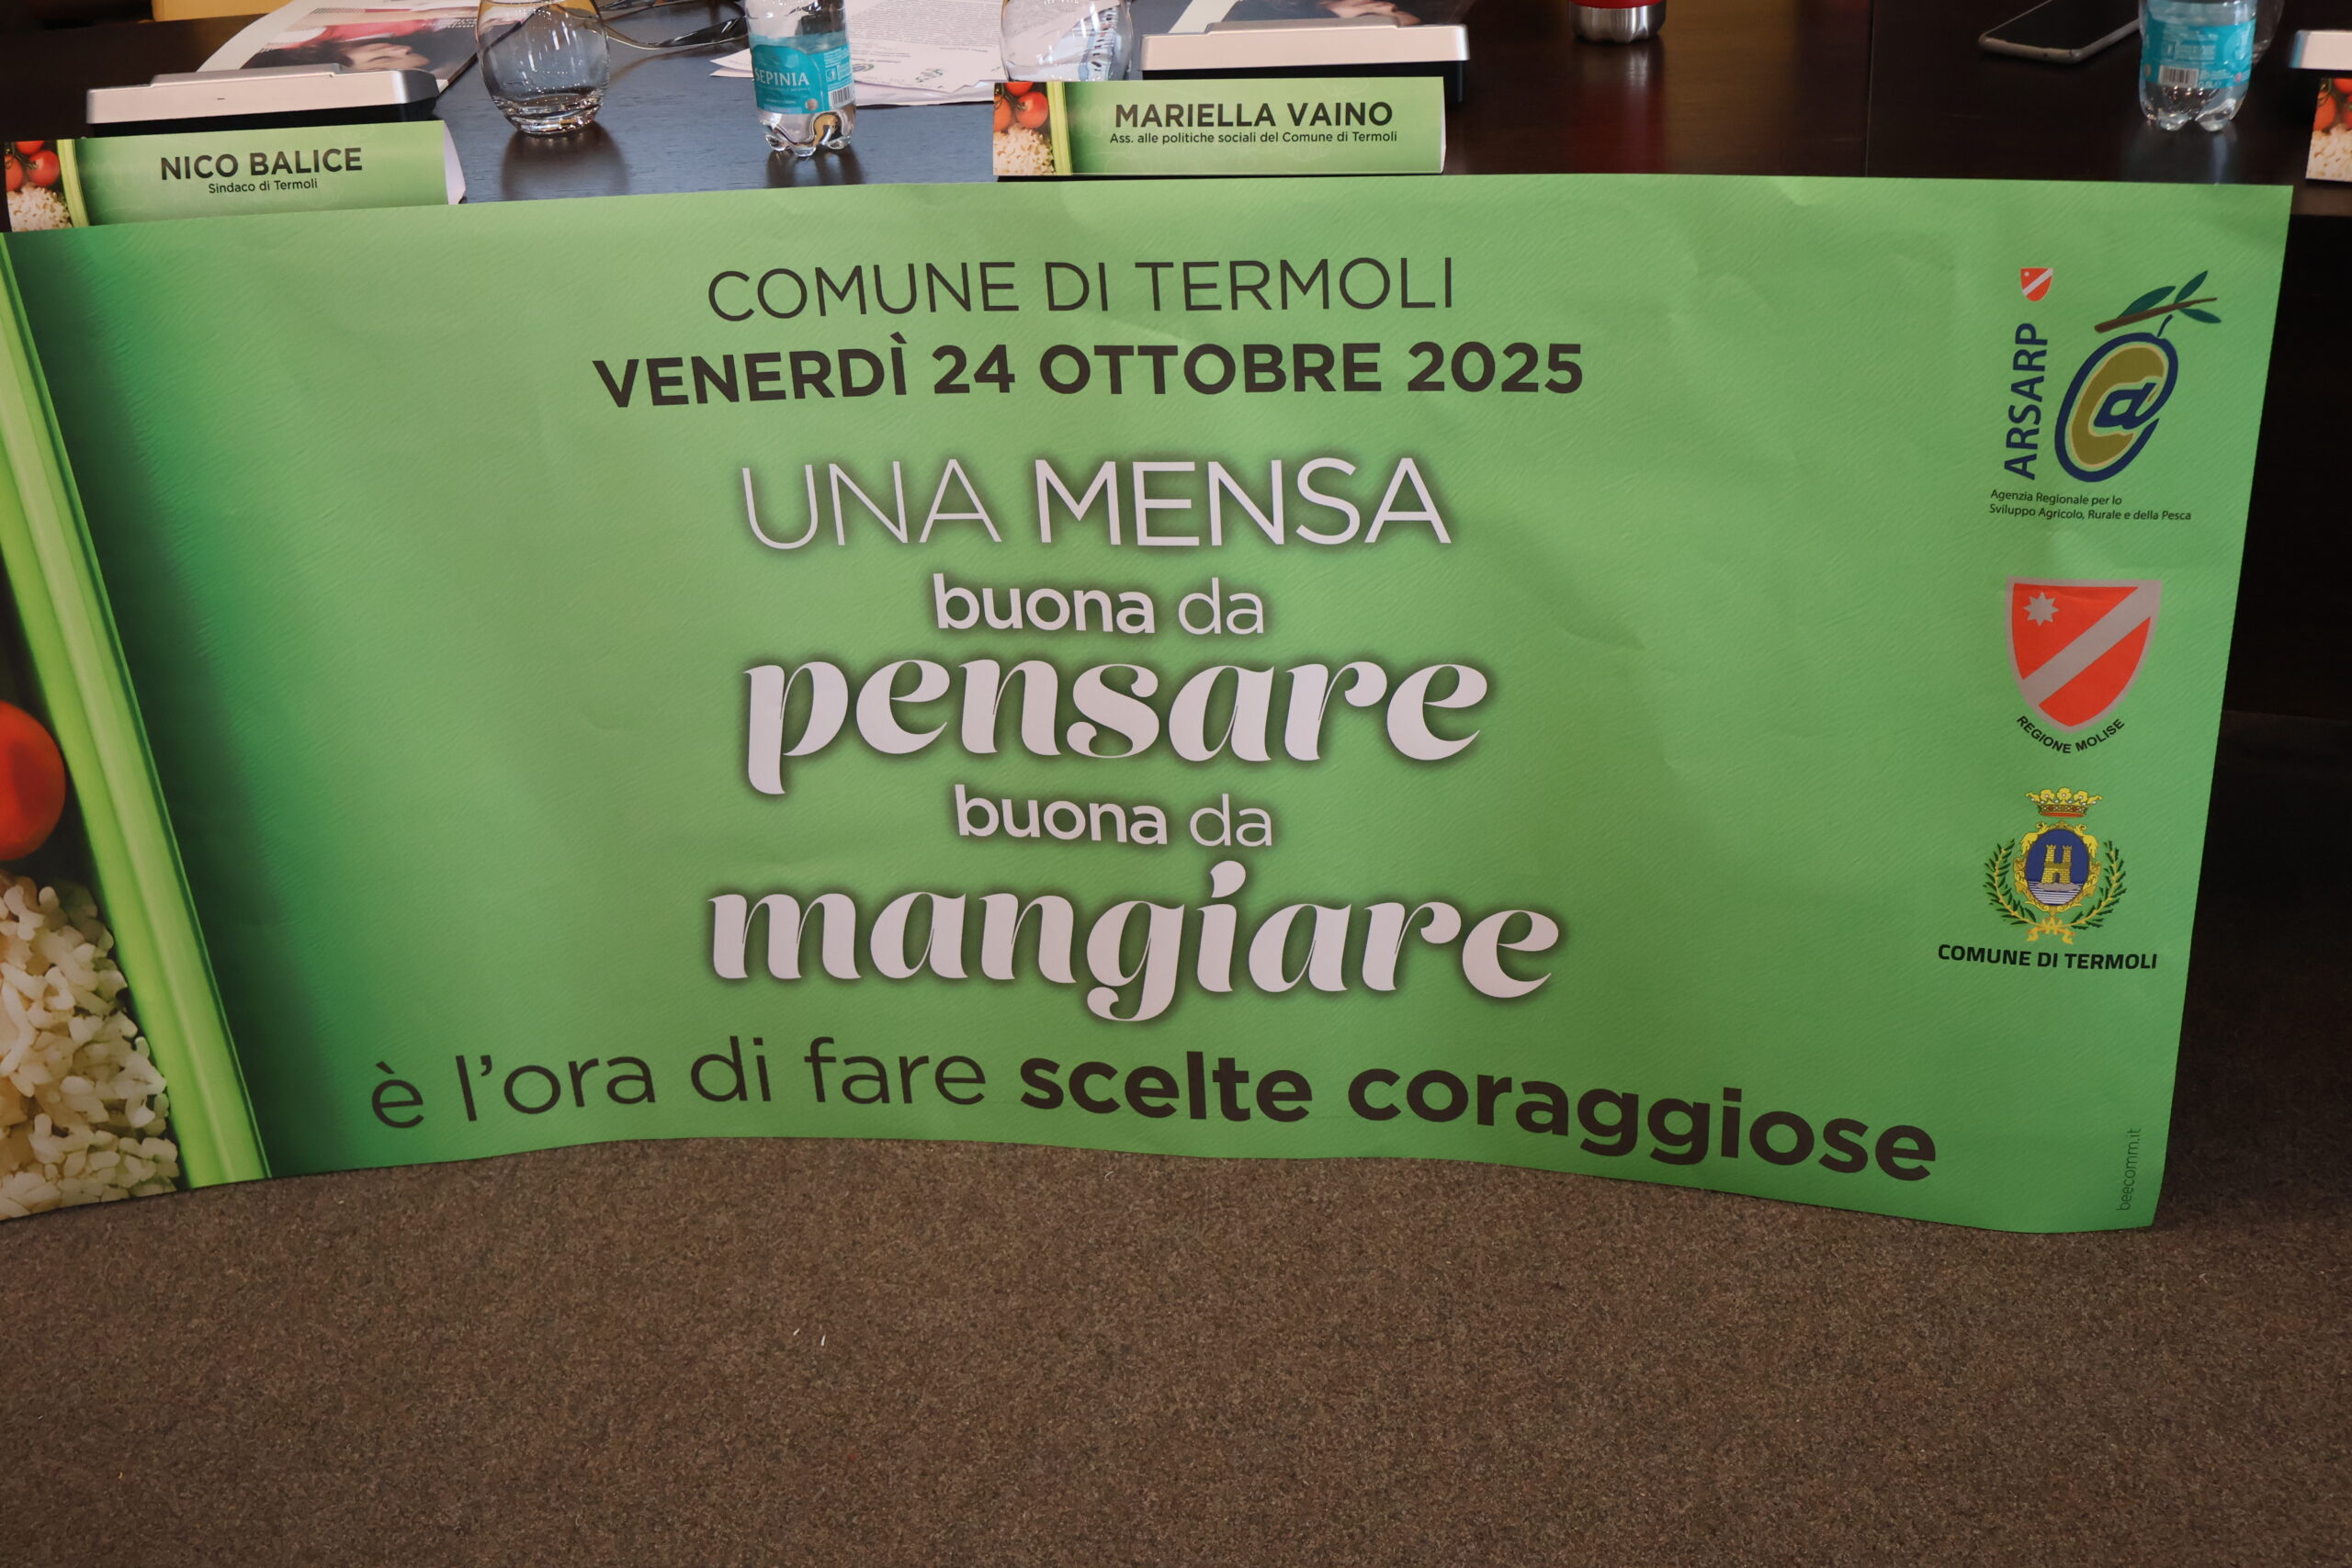 SEPINIA
MARIELLA VAINO
Ass. alle politiche sociali del Comune di Termoli
NICO BALICE
Sindaco di Termoli
COMUNE DI TERMOLI
VENERDÌ 24 OTTOBRE 2025
UNA MENSA
buona da
pensare
buona da
mangiare
è l'ora di fare scelte coraggiose
ARSARP
Agenzia Regionale per lo
Sviluppo Agricolo, Rurale e della Pesca
REGIONE MOLISE
COMUNE DI TERMOLI
beecomm.it